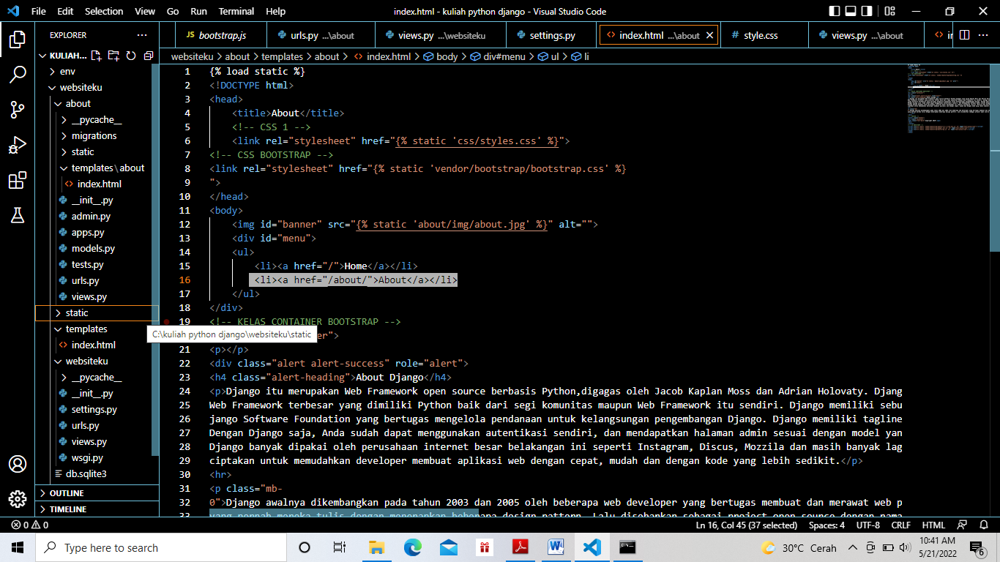 File Edit Selection View Go Run Terminal Help
index.html - kuliah python django - Visual Studio Code
EXPLORER
KULIAH...
env
websiteku
about
__pycache__
migrations
static
templates\about
index.html
__init__.py
admin.py
apps.py
models.py
tests.py
urls.py
views.py
static
templates
index.html
websiteku
__pycache__
__init__.py
settings.py
urls.py
views.py
wsgi.py
db.sqlite3
OUTLINE
TIMELINE
C:\kuliah python django\websiteku\static
JS bootstrap.js urls.py ...\about views.py ...\websiteku settings.py index.html ...\about style.css views.py ...\about
websiteku > about > templates > about > index.html > body > div#menu > ul > li
1 {% load static %}
2 <!DOCTYPE html>
3 <head>
4 <title>About</title>
5 <!-- CSS 1 -->
6 <link rel="stylesheet" href="{% static 'css/styles.css' %}">
7 <!-- CSS BOOTSTRAP -->
8 <link rel="stylesheet" href="{% static 'vendor/bootstrap/bootstrap.css' %}
9 ">
10 </head>
11 <body>
12 <img id="banner" src="{% static 'about/img/about.jpg' %}" alt="">
13 <div id="menu">
14 <ul>
15 <li><a href="/">Home</a></li>
16 <li><a href="/about/">About</a></li>
17 </ul>
18 </div>
19 <!-- KELAS CONTAINER BOOTSTRAP -->
er">
21 <p></p>
22 <div class="alert alert-success" role="alert">
23 <h4 class="alert-heading">About Django</h4>
24 <p>Django itu merupakan Web Framework open source berbasis Python,digagas oleh Jacob Kaplan Moss dan Adrian Holovaty. Djang
25 Web Framework terbesar yang dimiliki Python baik dari segi komunitas maupun Web Framework itu sendiri. Django memiliki sebu
26 jango Software Foundation yang bertugas mengelola pendanaan untuk kelangsungan pengembangan Django. Django memiliki tagline
27 Dengan Django saja, Anda sudah dapat menggunakan autentikasi sendiri, dan mendapatkan halaman admin sesuai dengan model yan
28 Django banyak dipakai oleh perusahaan internet besar belakangan ini seperti Instagram, Discus, Mozzila dan masih banyak lag
29 ciptakan untuk memudahkan developer membuat aplikasi web dengan cepat, mudah dan dengan kode yang lebih sedikit.</p>
30 <hr>
31 <p class="mb-
32 0">Django awalnya dikembangkan pada tahun 2003 dan 2005 oleh beberapa web developer yang bertugas membuat dan merawat web p
33 yang pernah mereka tulis dengan menerapkan beberapa design pattern. Lalu disebarkan sebagai project open source dengan nama
0 0
Ln 16, Col 45 (37 selected) Spaces: 4 UTF-8 CRLF HTML
Type here to search
30°C Cerah
10:41 AM
5/21/2022
6